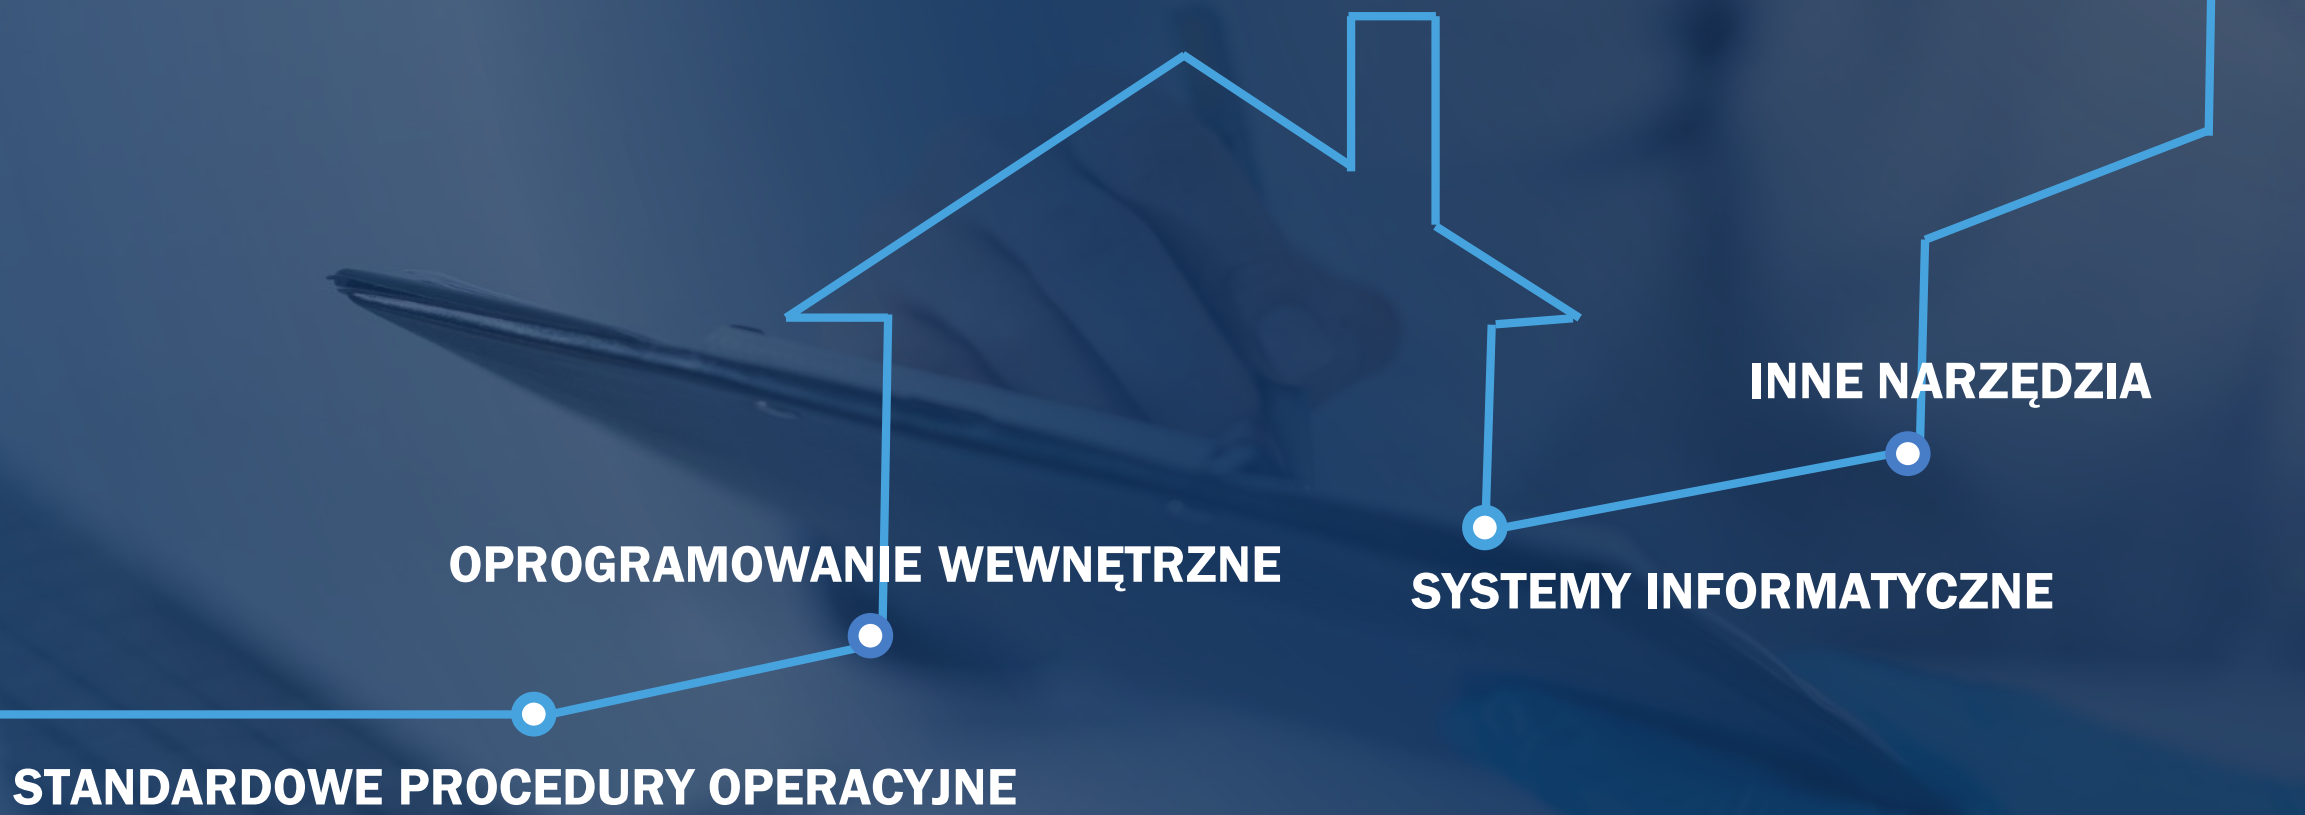 INNE NARZĘDZIA
OPROGRAMOWANIE WEWNĘTRZNE
SYSTEMY INFORMATYCZNE
STANDARDOWE PROCEDURY OPERACYJNE